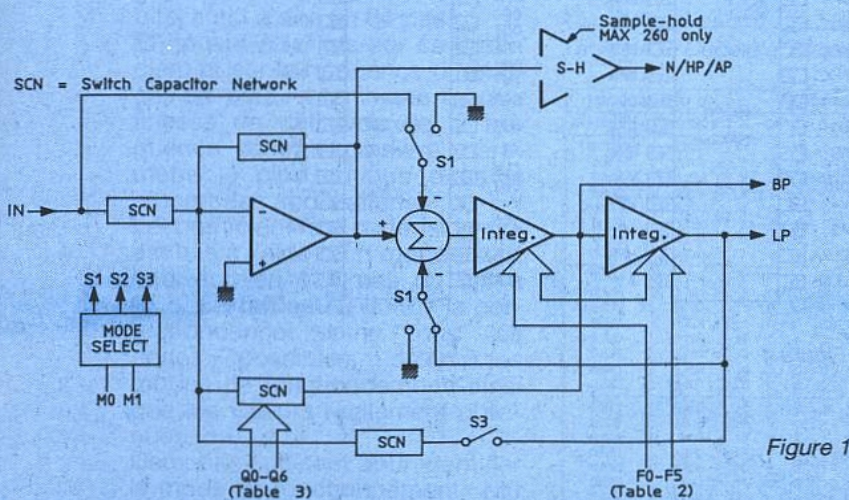 Sample-hold
MAX 260 only
S-H
N/HP/AP
SCN = Switch Capacitor Network
SCN
S1
BP
IN
SCN
-
+
+
-
Σ
-
Integ.
Integ.
LP
S1 S2 S3
S1
MODE
SELECT
M0 M1
SCN
SCN
S3
Figure 1
Q0-Q6
(Table 3)
F0-F5
(Table 2)